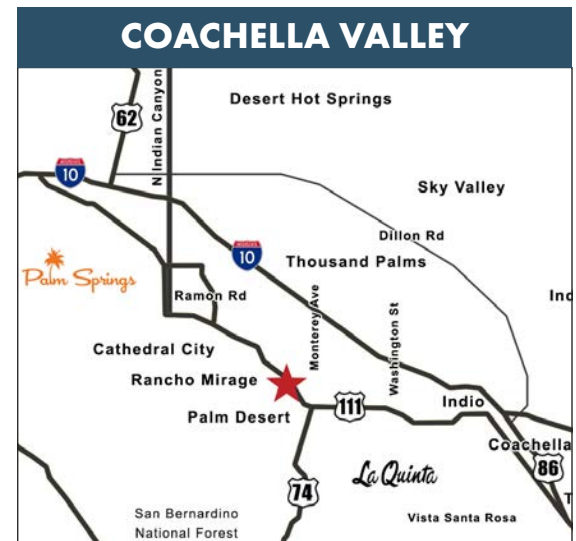 COACHELLA VALLEY
N Indian Canyon
Desert Hot Springs
62
10
Sky Valley
Dillon Rd
10
Thousand Palms
Palm Springs
Ramon Rd
Ind
Monterey Ave
Washington St
Cathedral City
Rancho Mirage
111
Indio
Palm Desert
Coachella
La Quinta
86
74
T
San Bernardino
National Forest
Vista Santa Rosa